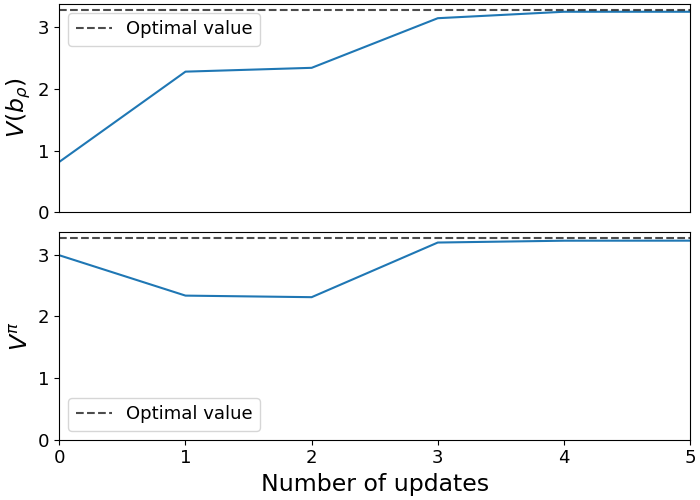 3
2
1
0
V(b_ρ)
Optimal value
3
2
1
0
V^π
Optimal value
0 1 2 3 4 5
Number of updates